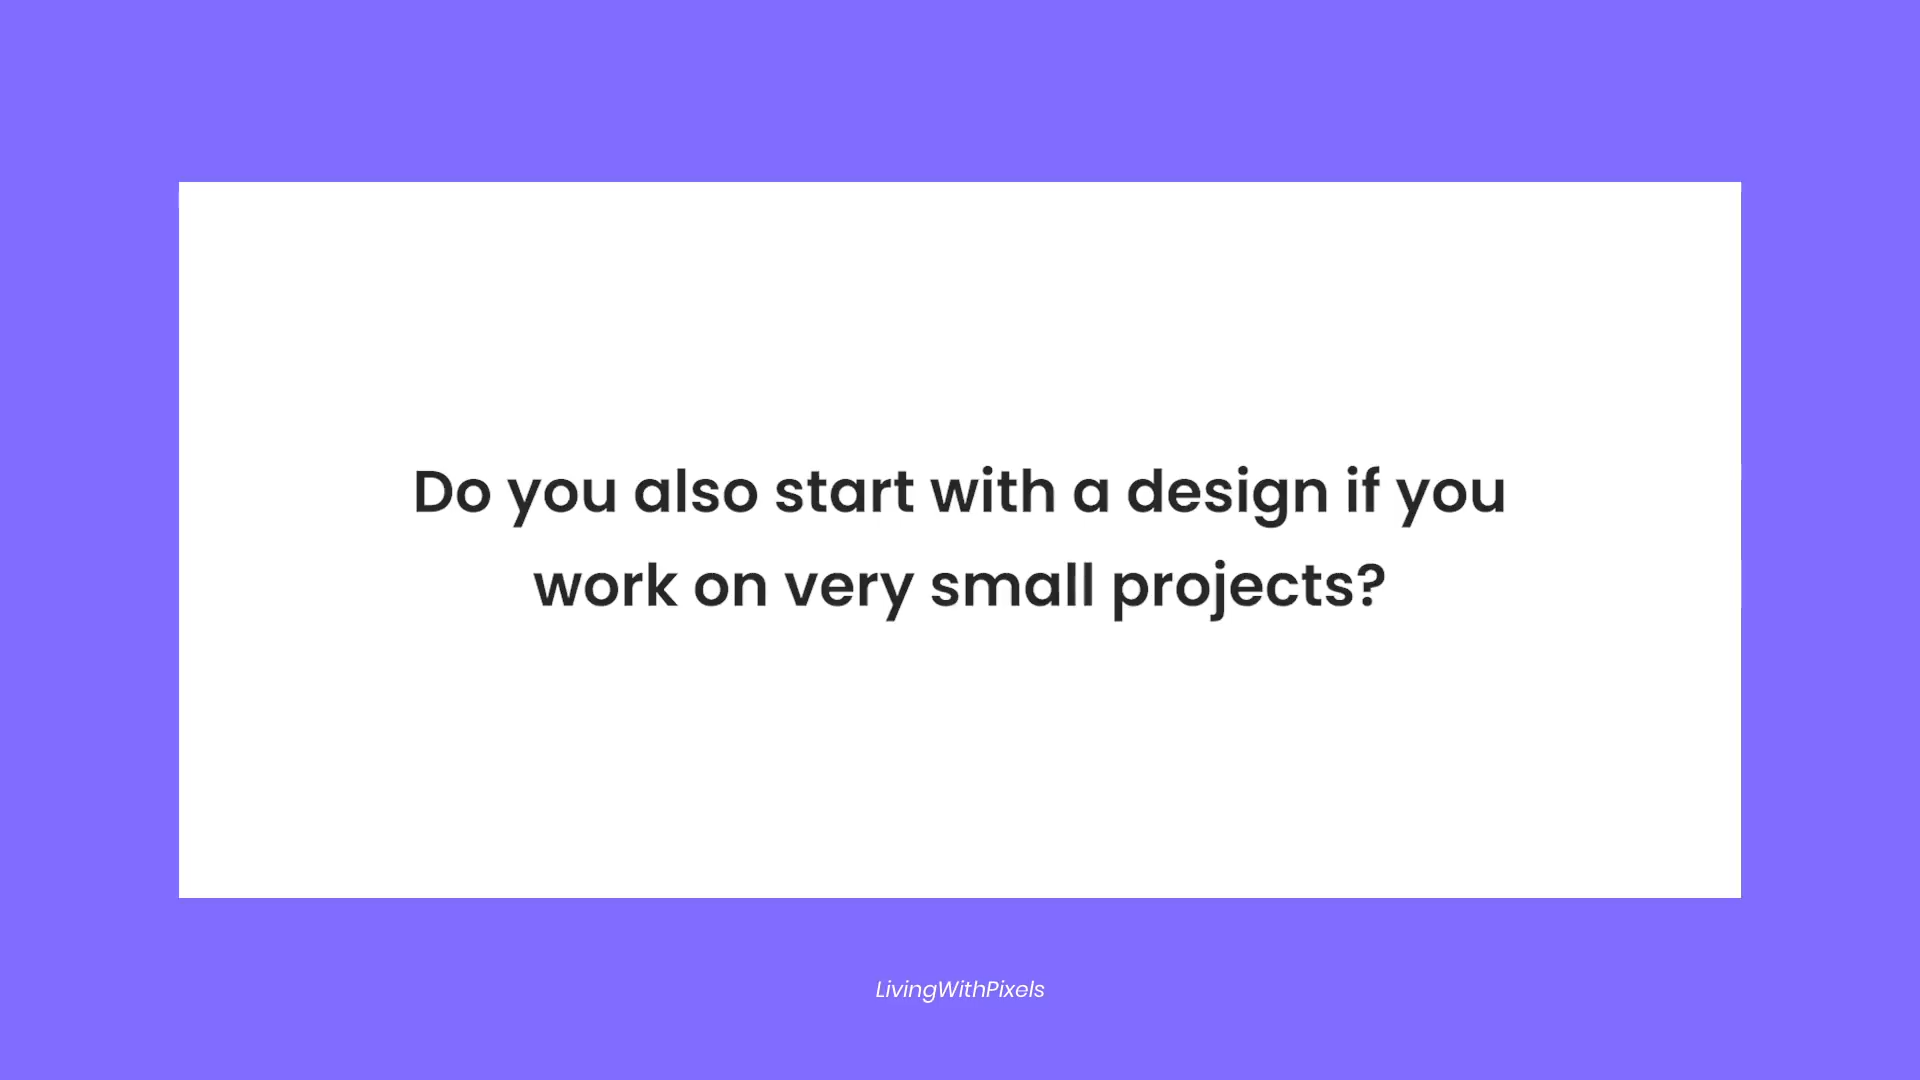 Do you also start with a design if you
work on very small projects?
LivingWithPixels